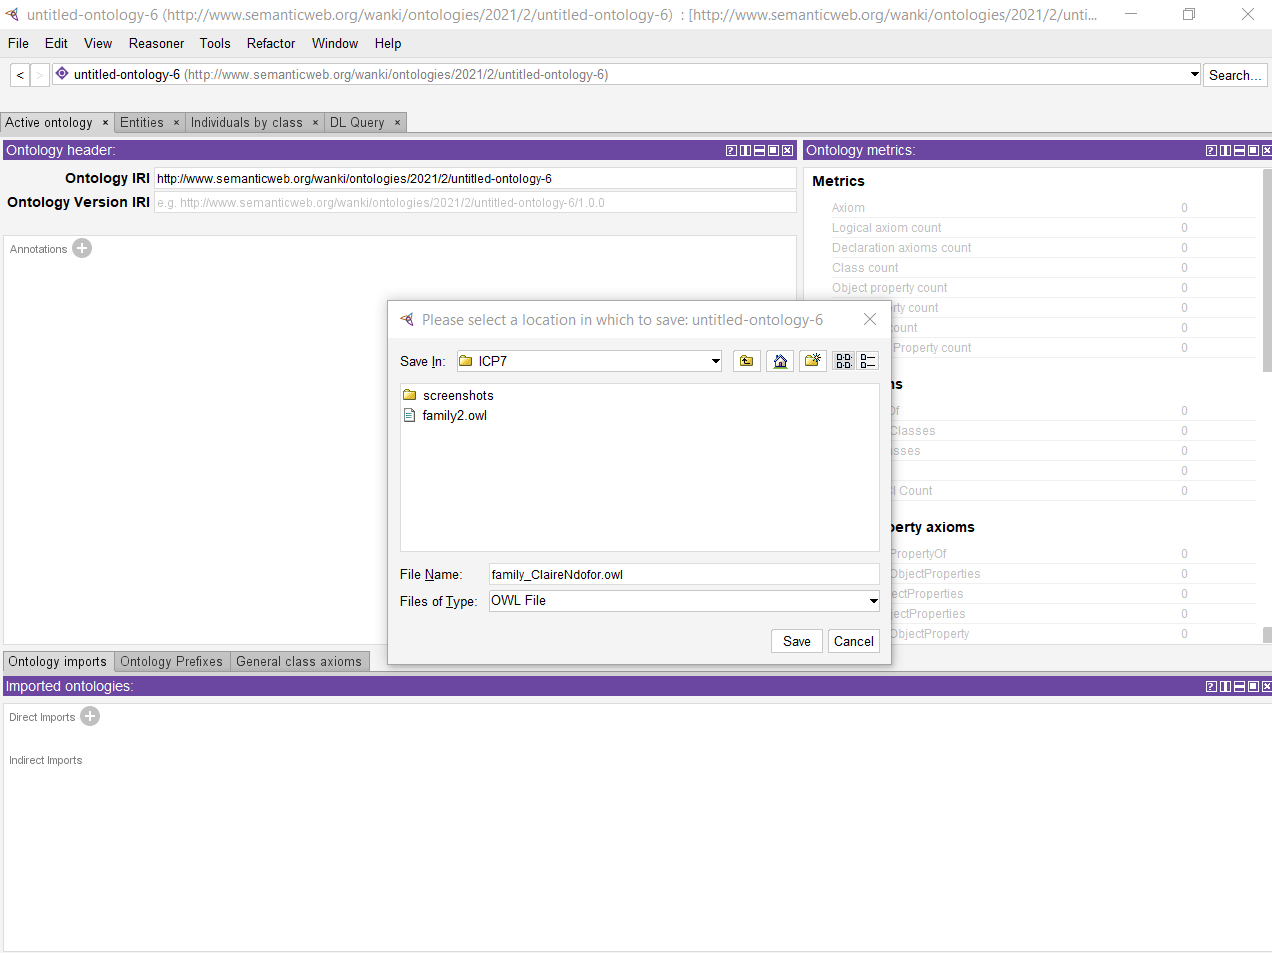 untitled-ontology-6 (http://www.semanticweb.org/wanki/ontologies/2021/2/untitled-ontology-6) : [http://www.semanticweb.org/wanki/ontologies/2021/2/unti...
File Edit View Reasoner Tools Refactor Window Help
< > untitled-ontology-6 (http://www.semanticweb.org/wanki/ontologies/2021/2/untitled-ontology-6) Search...
Active ontology × Entities × Individuals by class × DL Query ×
Ontology header:
Ontology IRI http://www.semanticweb.org/wanki/ontologies/2021/2/untitled-ontology-6
Ontology Version IRI e.g. http://www.semanticweb.org/wanki/ontologies/2021/2/untitled-ontology-6/1.0.0
Annotations
Ontology metrics:
Metrics
Axiom 0
Logical axiom count 0
Declaration axioms count 0
Class count 0
Object property count 0
erty count 0
count 0
Property count 0
ns
Of 0
Classes 0
sses 0
0
I Count 0
perty axioms
PropertyOf 0
ObjectProperties 0
ectProperties 0
jectProperties 0
ObjectProperty 0
Please select a location in which to save: untitled-ontology-6
Save In: ICP7
screenshots
family2.owl
File Name: family_ClaireNdofor.owl
Files of Type: OWL File
Save Cancel
Ontology imports Ontology Prefixes General class axioms
Imported ontologies:
Direct Imports
Indirect Imports